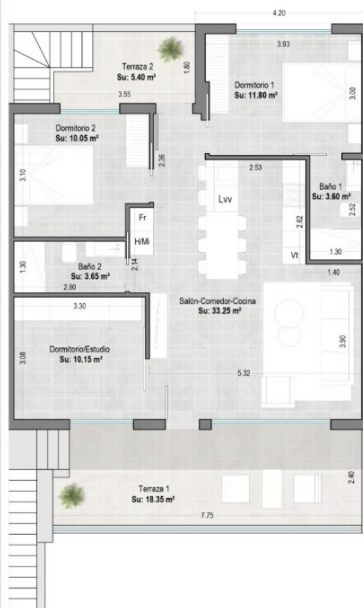 4.20
3.93
Terraza 2
Su: 5.40 m²
1.80
3.55
Dormitorio 1
Su: 11.80 m²
3.00
Dormitorio 2
Su: 10.05 m²
2.36
3.10
2.53
Lvv
2.62
Baño 1
Su: 3.60 m²
2.52
Fr
H/Mi
Vt
1.30
1.40
1.30
Baño 2
Su: 3.65 m²
2.14
2.80
3.30
Salón-Comedor-Cocina
Su: 33.25 m²
Dormitorio/Estudio
Su: 10.15 m²
3.08
3.90
5.32
Terraza 1
Su: 18.35 m²
2.40
7.75